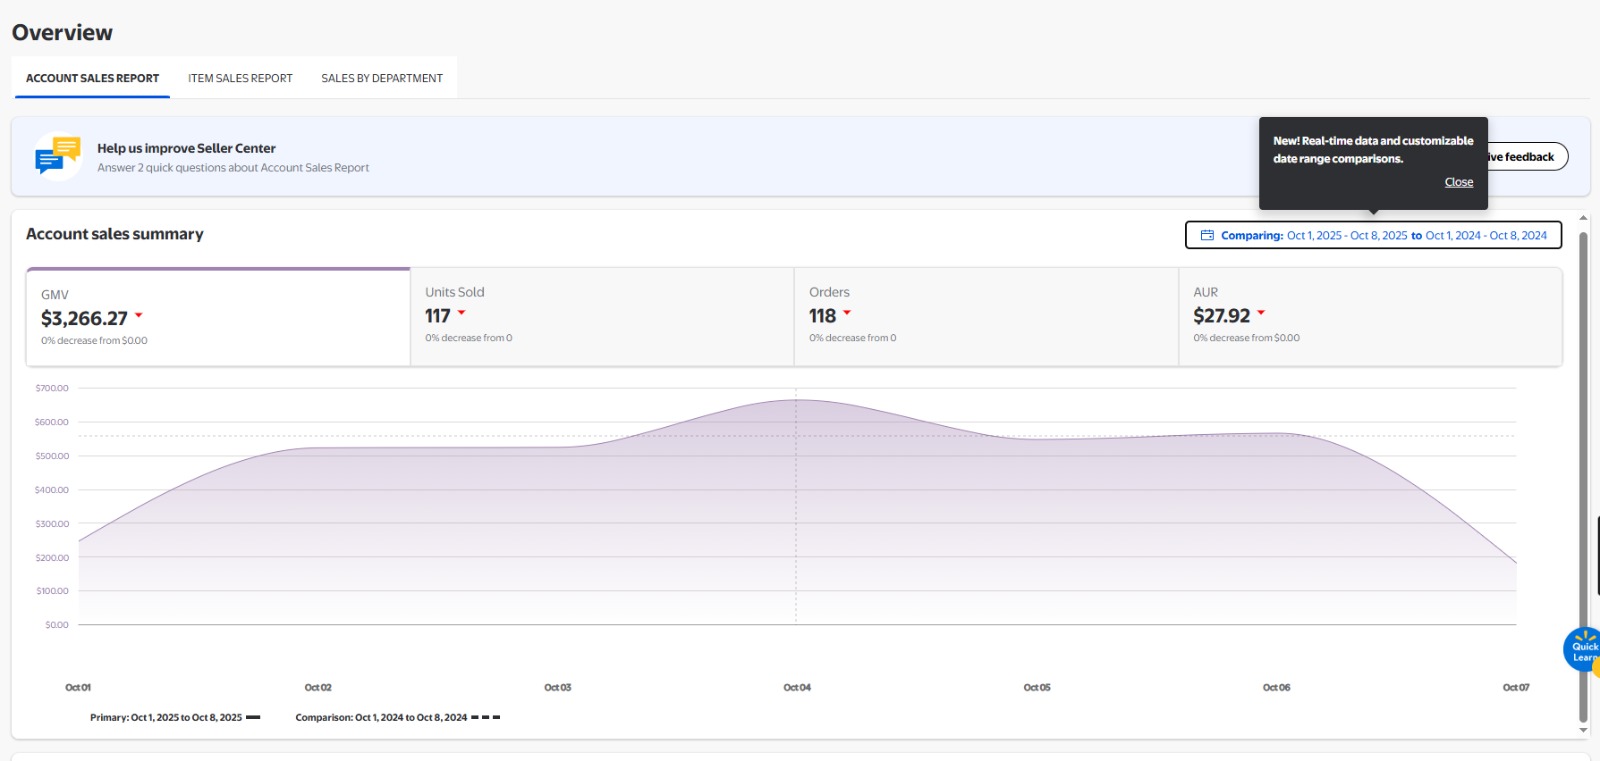 Overview
ACCOUNT SALES REPORT
ITEM SALES REPORT
SALES BY DEPARTMENT
Help us improve Seller Center
Answer 2 quick questions about Account Sales Report
New! Real-time data and customizable
date range comparisons.
Close
ive feedback
Account sales summary
Comparing: Oct 1, 2025 - Oct 8, 2025 to Oct 1, 2024 - Oct 8, 2024
GMV
$3,266.27
0% decrease from $0.00
Units Sold
117
0% decrease from 0
Orders
118
0% decrease from 0
AUR
$27.92
0% decrease from $0.00
$700.00
$600.00
$500.00
$400.00
$300.00
$200.00
$100.00
$0.00
Oct 01
Oct 02
Oct 03
Oct 04
Oct 05
Oct 06
Oct 07
Primary: Oct 1, 2025 to Oct 8, 2025
Comparison: Oct 1, 2024 to Oct 8, 2024
Quick
Learn